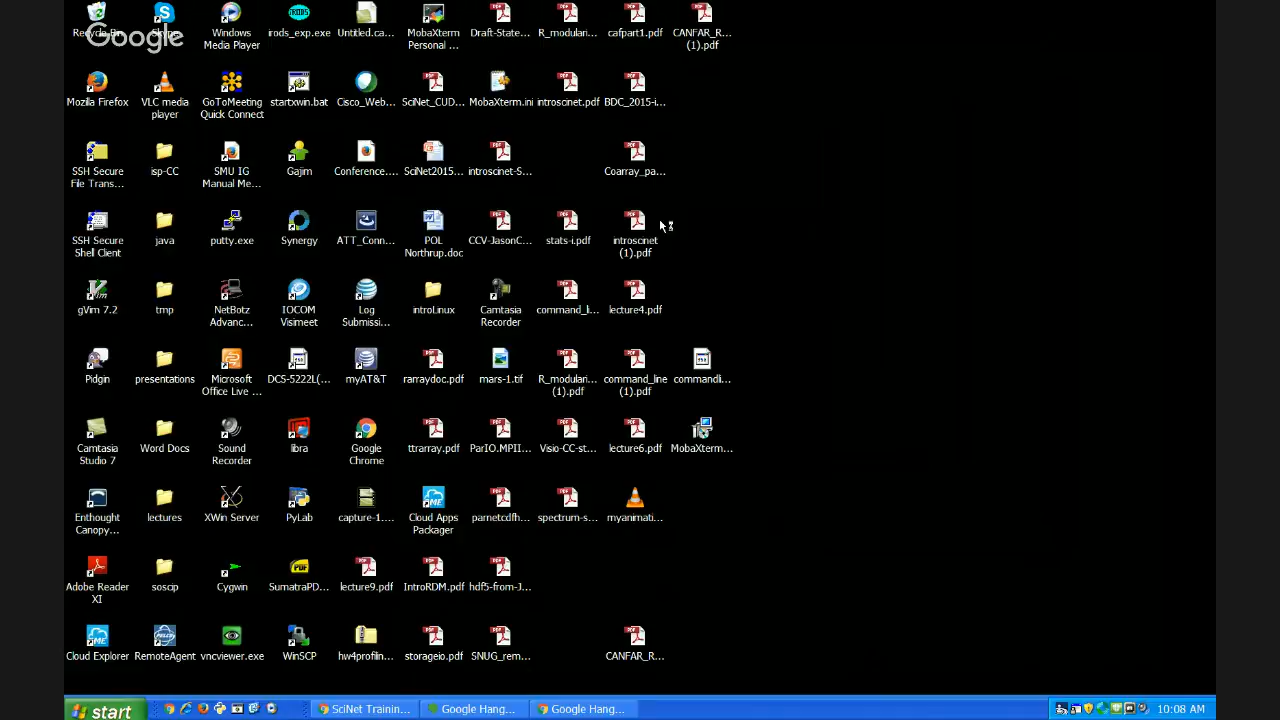 Google
Recycle Bin
Skype
Windows
Media Player
irods_exp.exe
Untitled.ca...
MobaXterm
Personal ...
Draft-State...
R_modulari...
cafpart1.pdf
CANFAR_R...
(1).pdf
Mozilla Firefox
VLC media
player
GoToMeeting
Quick Connect
startxwin.bat
Cisco_Web...
SciNet_CUD...
MobaXterm.ini
introscinet.pdf
BDC_2015-i...
SSH Secure
File Trans...
isp-CC
SMU IG
Manual Me...
Gajim
Conference....
SciNet2015...
introscinet-S...
Coarray_pa...
SSH Secure
Shell Client
java
putty.exe
Synergy
ATT_Conn...
POL
Northrup.doc
CCV-JasonC...
stats-i.pdf
introscinet
(1).pdf
gVim 7.2
tmp
NetBotz
Advanc...
IOCOM
Visimeet
Log
Submissi...
introLinux
Camtasia
Recorder
command_li...
lecture4.pdf
Pidgin
presentations
Microsoft
Office Live ...
DCS-5222L(...
myAT&T
rarraydoc.pdf
mars-1.tif
R_modulari...
(1).pdf
command_line
(1).pdf
commandli...
Camtasia
Studio 7
Word Docs
Sound
Recorder
libra
Google
Chrome
ttrarray.pdf
ParIO.MPII...
Visio-CC-st...
lecture6.pdf
MobaXterm...
Enthought
Canopy...
lectures
XWin Server
PyLab
capture-1....
Cloud Apps
Packager
parnetcdfh...
spectrum-s...
myanimati...
Adobe Reader
XI
soscip
Cygwin
SumatraPD...
lecture9.pdf
IntroRDM.pdf
hdf5-from-J...
Cloud Explorer
RemoteAgent
vncviewer.exe
WinSCP
hw4profilin...
storageio.pdf
SNUG_rem...
CANFAR_R...
start
SciNet Trainin...
Google Hang...
Google Hang...
10:08 AM